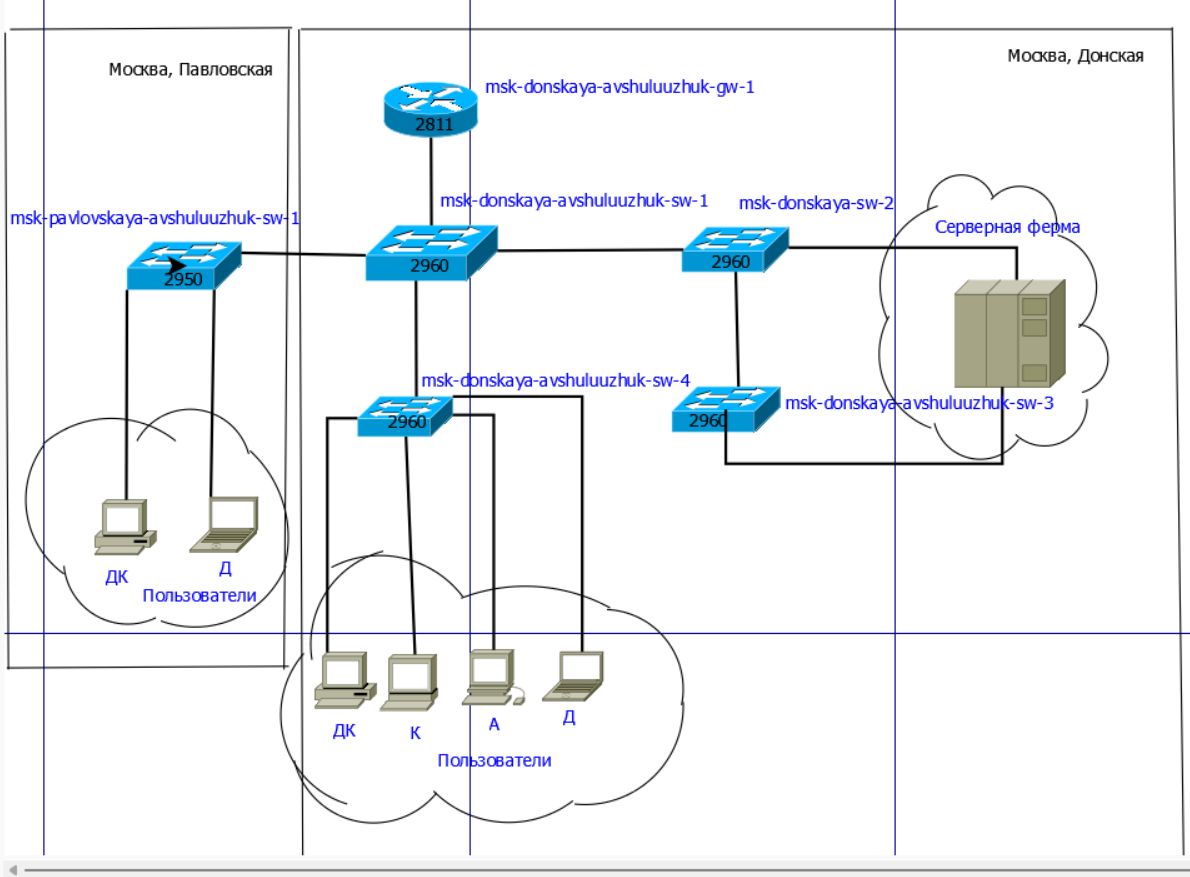 Москва, Павловская
Москва, Донская
msk-donskaya-avshuluuzhuk-gw-1
2811
msk-pavlovskaya-avshuluuzhuk-sw-1
2950
msk-donskaya-avshuluuzhuk-sw-1
2960
msk-donskaya-sw-2
2960
Серверная ферма
msk-donskaya-avshuluuzhuk-sw-4
2960
msk-donskaya-avshuluuzhuk-sw-3
2960
ДК
Д
Пользователи
ДК
К
А
Д
Пользователи